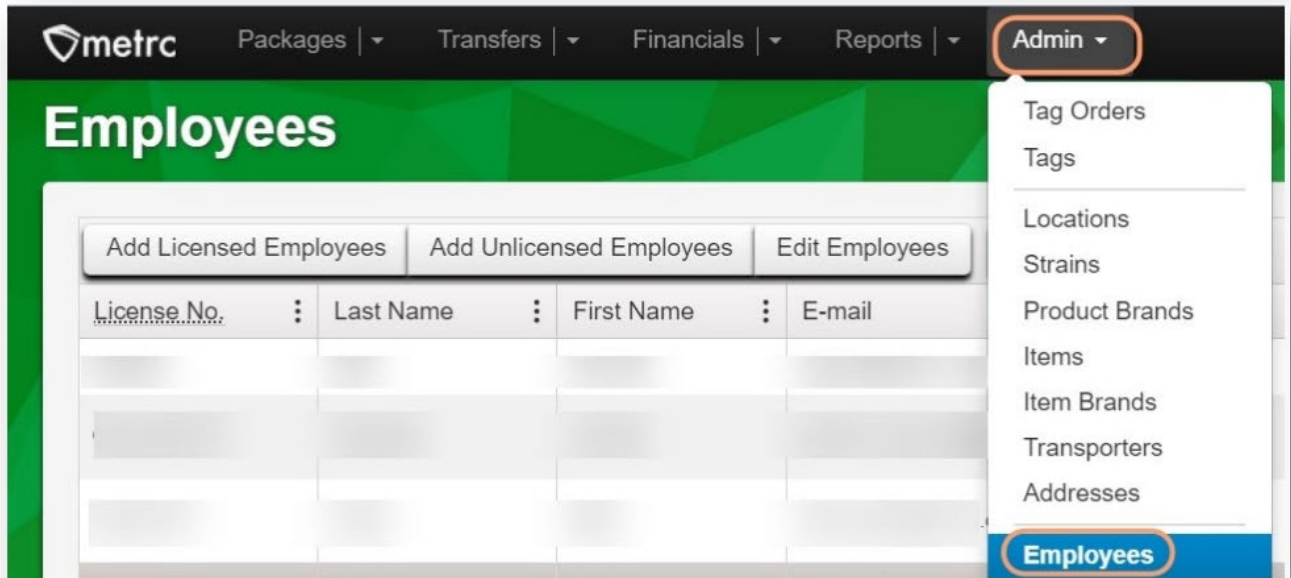 metrc Packages | Transfers | Financials | Reports | Admin
Employees
Tag Orders
Tags
Locations
Strains
Product Brands
Items
Item Brands
Transporters
Addresses
Employees
Add Licensed Employees Add Unlicensed Employees Edit Employees
License No. Last Name First Name E-mail